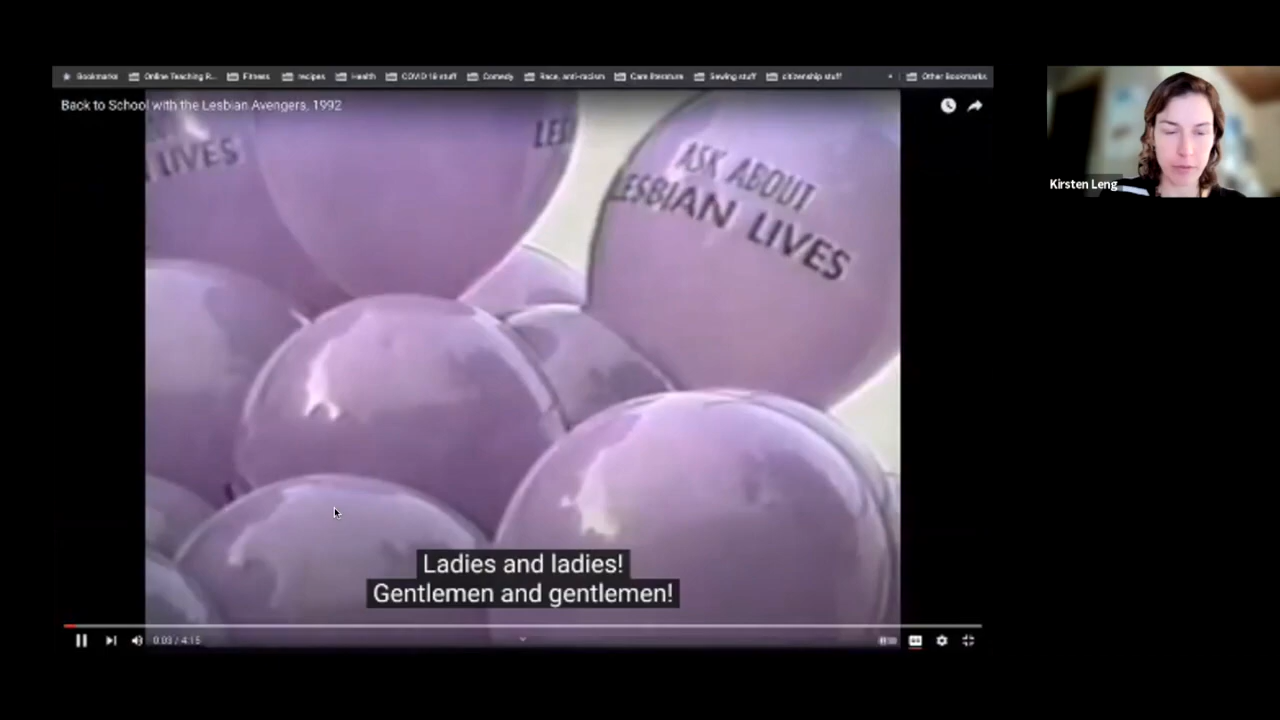 Bookmarks Online Teaching R... Fitness recipes Health COVID 19 stuff Comedy Race, anti-racism Care literature Sewing stuff citizenship stuff Other Bookmarks
Back to School with the Lesbian Avengers, 1992
LIVES
LES
ASK ABOUT
LESBIAN LIVES
Kirsten Leng
Ladies and ladies!
Gentlemen and gentlemen!
0:03 / 4:15